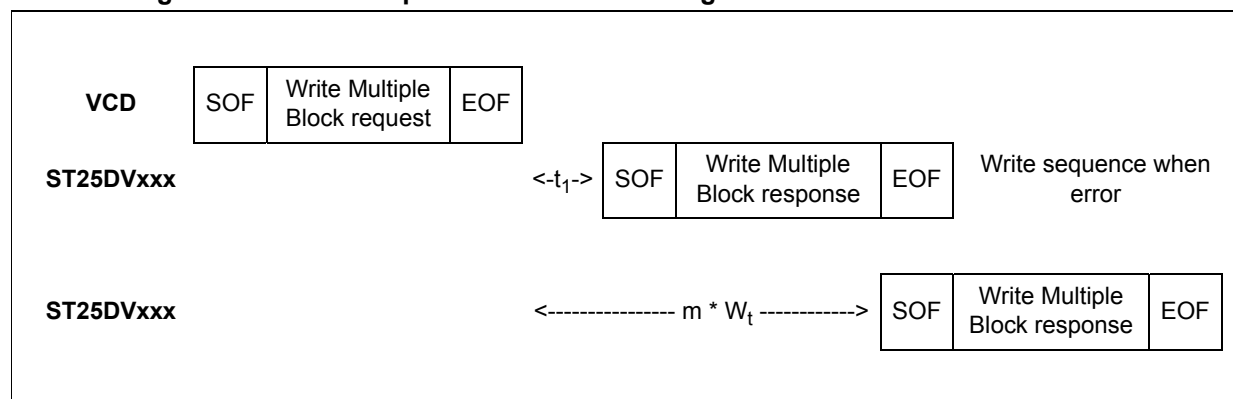 VCD SOF Write Multiple Block request EOF
ST25DVxxx <-t1-> SOF Write Multiple Block response EOF Write sequence when error
ST25DVxxx <---------------- m * Wt ------------> SOF Write Multiple Block response EOF